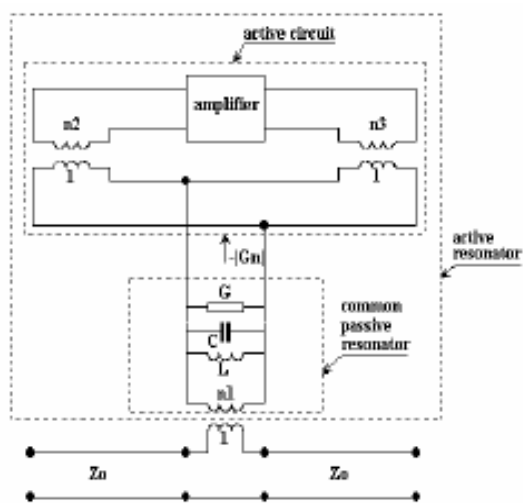 active circuit
amplifier
n2
n3
1
1
-|Gn|
active
resonator
G
common
passive
resonator
C
L
n1
1
Zo
Zo